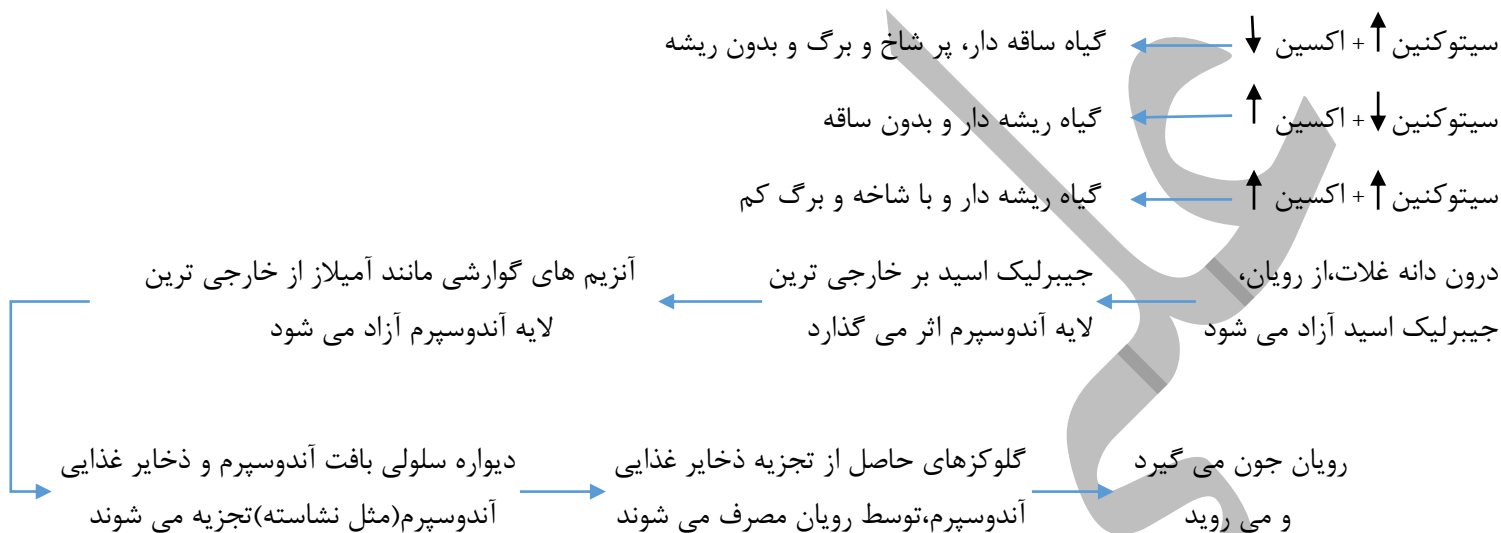 سیتوکنین ↑ + اکسین ↓ ← گیاه ساقه دار، پر شاخ و برگ و بدون ریشه
سیتوکنین ↓ + اکسین ↑ ← گیاه ریشه دار و بدون ساقه
سیتوکنین ↑ + اکسین ↑ ← گیاه ریشه دار و با شاخه و برگ کم
درون دانه غلات،از رویان،
جیبرلیک اسید آزاد می شود
جیبرلیک اسید بر خارجی ترین
لایه آندوسپرم اثر می گذارد
آنزیم های گوارشی مانند آمیلاز از خارجی ترین
لایه آندوسپرم آزاد می شود
دیواره سلولی بافت آندوسپرم و ذخایر غذایی
آندوسپرم(مثل نشاسته)تجزیه می شوند
گلوکزهای حاصل از تجزیه ذخایر غذایی
آندوسپرم،توسط رویان مصرف می شوند
رویان جون می گیرد
و می روید